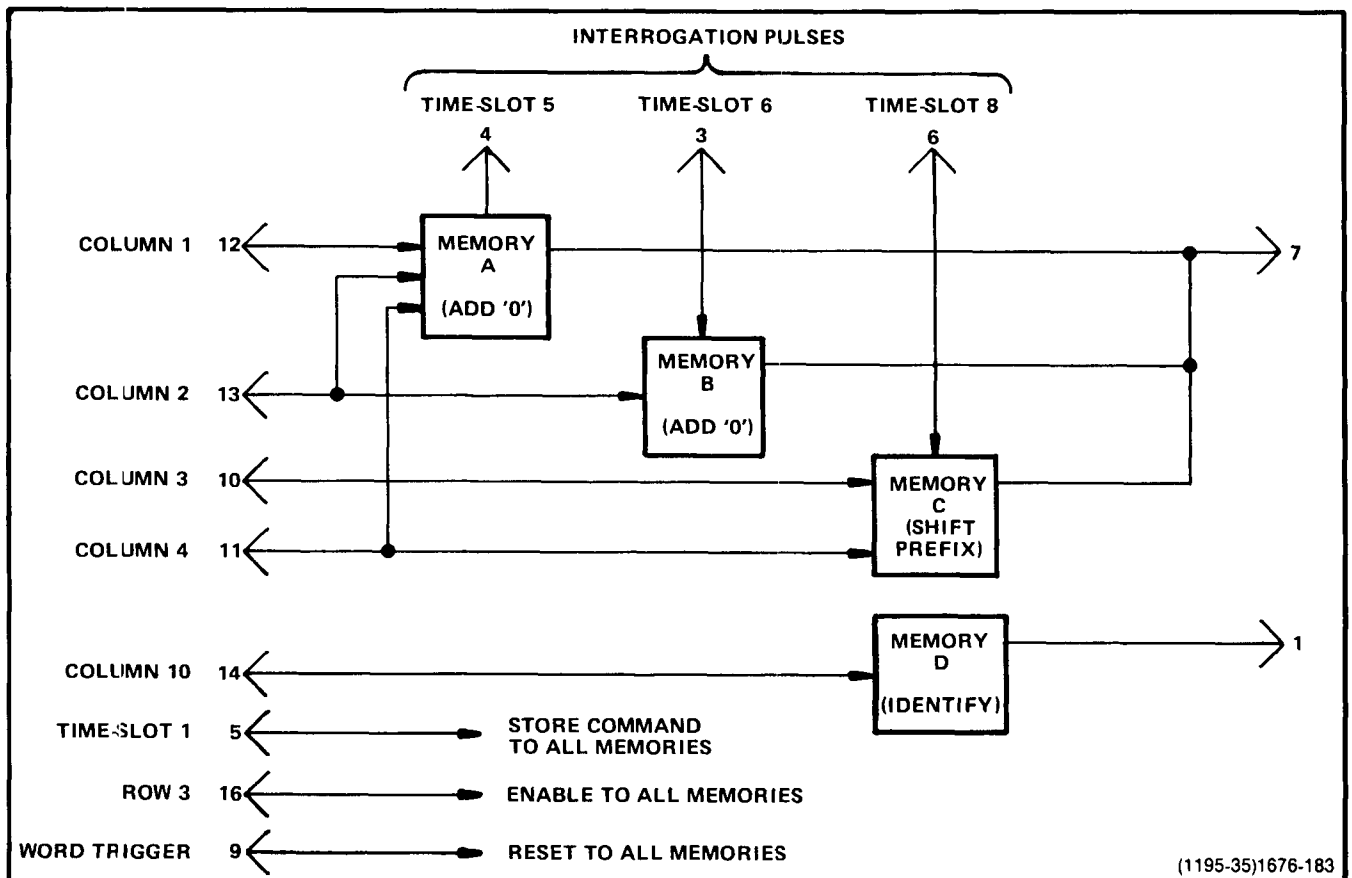 INTERROGATION PULSES
TIME-SLOT 5
TIME-SLOT 6
TIME-SLOT 8
4
3
6
COLUMN 1 12
MEMORY
A
(ADD '0')
7
COLUMN 2 13
MEMORY
B
(ADD '0')
COLUMN 3 10
COLUMN 4 11
MEMORY
C
(SHIFT
PREFIX)
COLUMN 10 14
MEMORY
D
(IDENTIFY)
1
TIME-SLOT 1 5
STORE COMMAND
TO ALL MEMORIES
ROW 3 16
ENABLE TO ALL MEMORIES
WORD TRIGGER 9
RESET TO ALL MEMORIES
(1195-35)1676-183